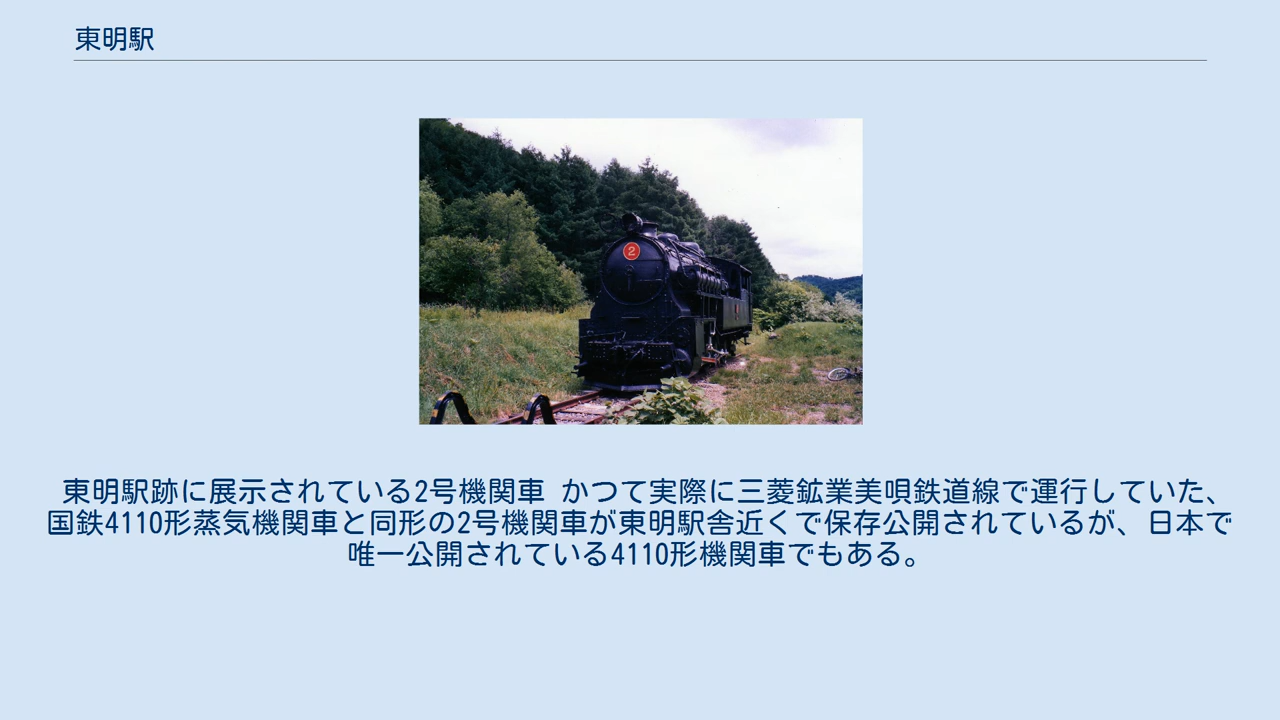 東明駅
2
東明駅跡に展示されている2号機関車 かつて実際に三菱鉱業美唄鉄道線で運行していた、
国鉄4110形蒸気機関車と同形の2号機関車が東明駅舎近くで保存公開されているが、日本で
唯一公開されている4110形機関車でもある。